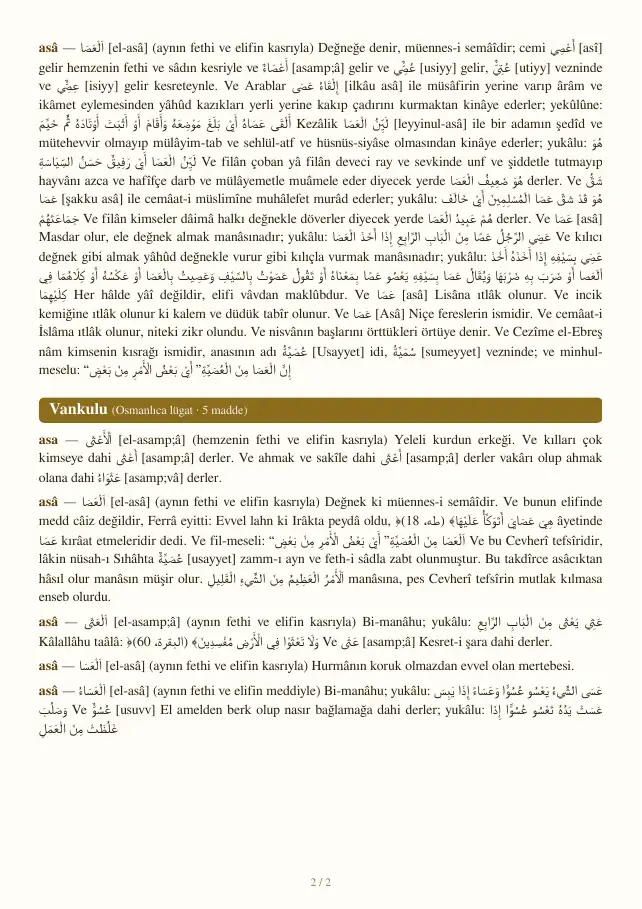 asâ — اَلْعَصَا [el-asâ] (aynın fethi ve elifin kasrıyla) Değneğe denir, müennes-i semâîdir; cemi أَعْصِي [asî]
gelir hemzenin fethi ve sâdın kesriyle ve أَعْصَاءٌ [asamp;â] gelir ve عُصِيٌّ [usiyy] gelir, عُتِيٌّ [utiyy] vezninde
ve عِصِيٌّ [isiyy] gelir kesreteynle. Ve Araplar إِلْقَاءُ عَصَى [ilkâu asâ] ile müsâfirin yerine varıp ârâm ve
ikâmet eylemesinden yâhûd kazıkları yerli yerine kakıp çadırını kurmaktan kinâye ederler; yekûlûne:
أَلْقَى عَصَاهُ أَيْ بَلَغَ مَوْضِعَهُ وَأَقَامَ أَوْ أَثْبَتَ أَوْتَادَهُ ثُمَّ خَيَّمَ Kezâlik لَيِّنُ الْعَصَا [leyyinul-asâ] ile bir adamın şedîd ve
mütehevvir olmayıp mülâyim-tab ve sehlül-atf ve hüsnüs-siyâse olmasından kinâye ederler; yukâlu: هُوَ
لَيِّنُ الْعَصَا أَيْ رَفِيقٌ حَسَنُ السِّيَاسَةِ Ve filân çoban yâ filân deveci ray ve sevkinde unf ve şiddetle tutmayıp
hayvânı azca ve hafîfçe darb ve mülâyemetle muâmele eder diyecek yerde هُوَ ضَعِيفُ الْعَصَا derler. Ve شَقُّ
عَصَا [şakku asâ] ile cemâat-i müslimîne muhâlefet murâd ederler; yukâlu: هُوَ قَدْ شَقَّ عَصَا الْمُسْلِمِينَ أَيْ خَالَفَ
جَمَاعَتَهُمْ Ve filân kimseler dâimâ halkı değnekle döverler diyecek yerde هُمْ عَبِيدُ الْعَصَا derler. Ve عَصَا [asâ]
Masdar olur, ele değnek almak manâsınadır; yukâlu: عَصِيَ الرَّجُلُ عَصًا مِنَ الْبَابِ الرَّابِعِ إِذَا أَخَذَ الْعَصَا Ve kılıcı
değnek gibi almak yâhûd değnekle vurur gibi kılıçla vurmak manâsınadır; yukâlu: عَصِيَ بِسَيْفِهِ إِذَا أَخَذَهُ أَخْذَ
الْعَصَا أَوْ ضَرَبَ بِهِ ضَرْبَهَا وَيُقَالُ عَصَا بِسَيْفِهِ يَعْصُو عَصًا بِمَعْنَاهُ أَوْ تَقُولُ عَصَوْتُ بِالسَّيْفِ وَعَصِيتُ بِالْعَصَا أَوْ عَكْسُهُ أَوْ كِلَاهُمَا فِي
كِلَيْهِمَا Her hâlde yâî değildir, elifi vâvdan maklûbdur. Ve عَصَا [asâ] Lisâna ıtlâk olunur. Ve incik
kemiğine ıtlâk olunur ki kalem ve düdük tabîr olunur. Ve عَصَا [Asâ] Niçe fereslerin ismidir. Ve cemâat-i
İslâma ıtlâk olunur, niteki zikr olundu. Ve nisvânın başlarını örttükleri örtüye denir. Ve Cezîme el-Ebreş
nâm kimsenin kısrağı ismidir, anasının adı عُصَيَّةُ [Usayyet] idi, سُمَيَّةُ [sumeyyet] vezninde; ve minhul-
meselu: “إِنَّ الْعَصَا مِنَ الْعُصَيَّةِ” أَيْ بَعْضُ الْأَمْرِ مِنْ بَعْضٍ
Vankulu (Osmanlıca lügat · 5 madde)
asa — اَلْأَعْثَى [el-asamp;â] (hemzenin fethi ve elifin kasrıyla) Yeleli kurdun erkeği. Ve kılları çok
kimseye dahi أَعْثَى [asamp;â] derler. Ve ahmak ve sakîle dahi أَعْثَى [asamp;â] derler vakârı olup ahmak
olana dahi عَثْوَاءُ [asamp;vâ] derler.
asâ — اَلْعَصَا [el-asâ] (aynın fethi ve elifin kasrıyla) Değnek ki müennes-i semâîdir. Ve bunun elifinde
medd câiz değildir, Ferrâ eyitti: Evvel lahn ki Irâkta peydâ oldu, ﴿هِيَ عَصَايَ أَتَوَكَّأُ عَلَيْهَا﴾ (طه، 18) âyetinde
عَصَا kırâat etmeleridir dedi. Ve fil-meseli: “اَلْعَصَا مِنَ الْعُصَيَّةِ” أَيْ بَعْضُ الْأَمْرِ مِنْ بَعْضٍ Ve bu Cevherî tefsîridir,
lâkin nüsah-ı Sıhâhta عُصَيَّةٌ [usayyet] zamm-ı ayn ve feth-i sâdla zabt olunmuştur. Bu takdîrce asâcıktan
hâsıl olur manâsın müşir olur. اَلْأَمْرُ الْعَظِيمُ مِنَ الشَّيْءِ الْقَلِيلِ manâsına, pes Cevherî tefsîrin mutlak kılmasa
enseb olurdu.
asâ — اَلْعَثَى [el-asamp;â] (aynın fethi ve elifin kasrıyla) Bi-manâhu; yukâlu: عَثِيَ يَعْثَى مِنَ الْبَابِ الرَّابِعِ
Kâlallâhu taâlâ: ﴿وَلَا تَعْثَوْا فِي الْأَرْضِ مُفْسِدِينَ﴾ (البقرة، 60) Ve عَثَى [asamp;â] Kesret-i şara dahi derler.
asâ — اَلْعَسَا [el-asâ] (aynın fethi ve elifin kasrıyla) Hurmânın koruk olmazdan evvel olan mertebesi.
asâ — اَلْعَسَاءُ [el-asâ] (aynın fethi ve elifin meddiyle) Bi-manâhu; yukâlu: عَسَى الشَّيْءُ يَعْسُو عُسُوًّا وَعَسَاءً إِذَا يَبِسَ
وَصَلُبَ Ve عُسُوٌّ [usuvv] El amelden berk olup nasır bağlamağa dahi derler; yukâlu: عَسَتْ يَدُهُ تَعْسُو عُسُوًّا إِذَا
غَلُظَتْ مِنَ الْعَمَلِ
2 / 2